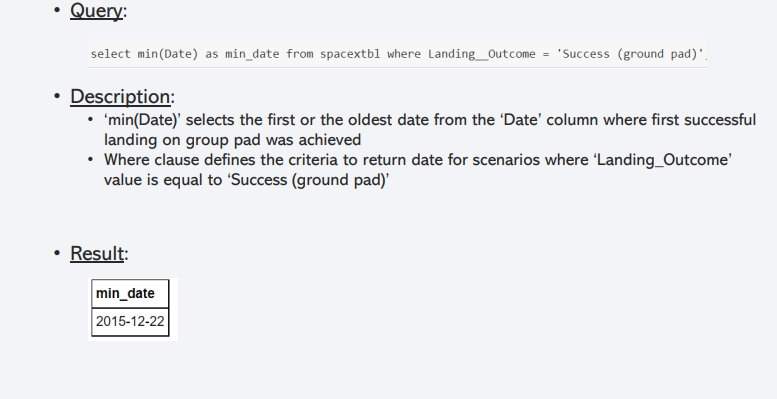 • Query:
select min(Date) as min_date from spacextbl where Landing__Outcome = 'Success (ground pad)'
• Description:
• ‘min(Date)’ selects the first or the oldest date from the ‘Date’ column where first successful
landing on group pad was achieved
• Where clause defines the criteria to return date for scenarios where ‘Landing_Outcome’
value is equal to ‘Success (ground pad)’
• Result:
min_date
2015-12-22